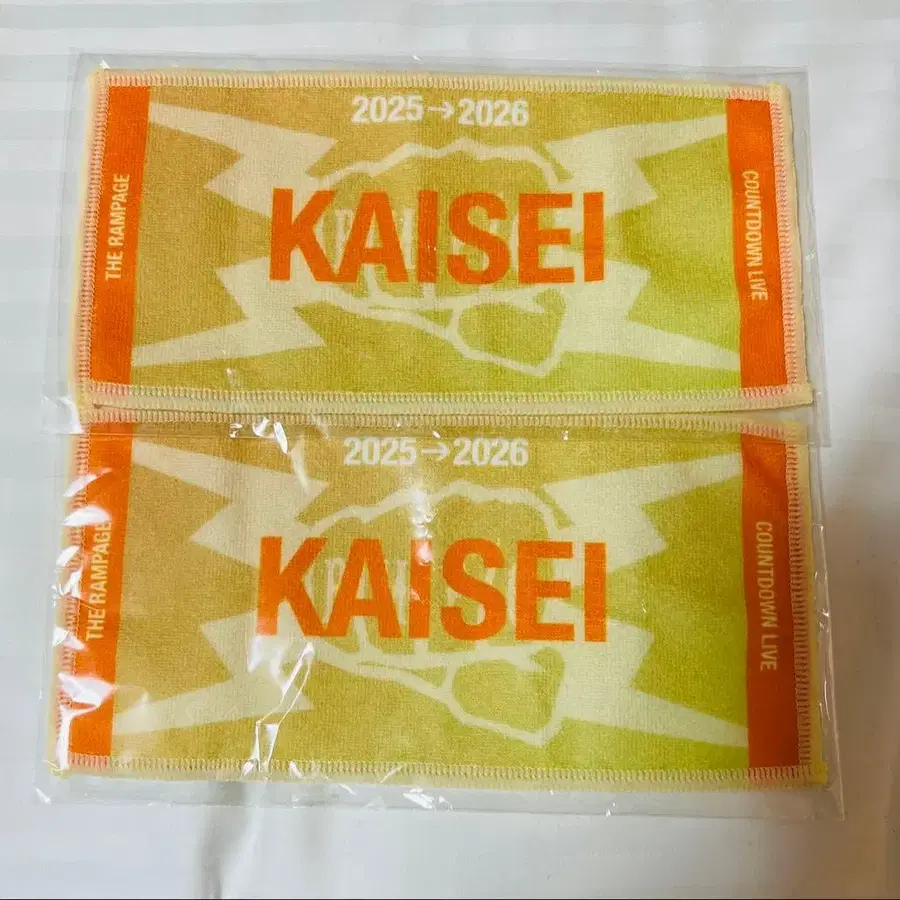 2025→2026
THE RAMPAGE
KAISEI
COUNTDOWN LIVE
2025→2026
THE RAMPAGE
KAISEI
COUNTDOWN LIVE